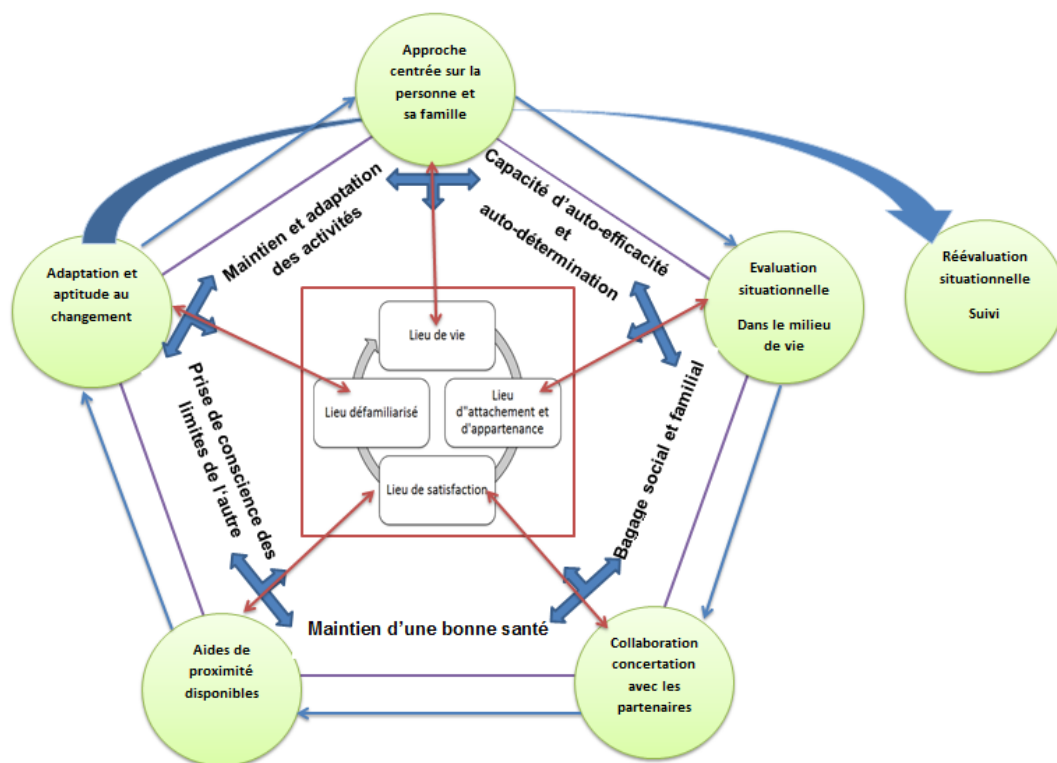 Approche
centrée sur la
personne et
sa famille
Capacité d'auto-efficacité
et
auto-détermination
Maintien et adaptation
des activités
Adaptation et
aptitude au
changement
Evaluation
situationnelle
Dans le milieu
de vie
Réévaluation
situationnelle
Suivi
Lieu de vie
Lieu défamiliarisé
Lieu
d"attachement et
d'appartenance
Lieu de satisfaction
Prise de conscience des
limites de l'autre
Bagage social et familial
Maintien d'une bonne santé
Aides de
proximité
disponibles
Collaboration
concertation
avec les
partenaires